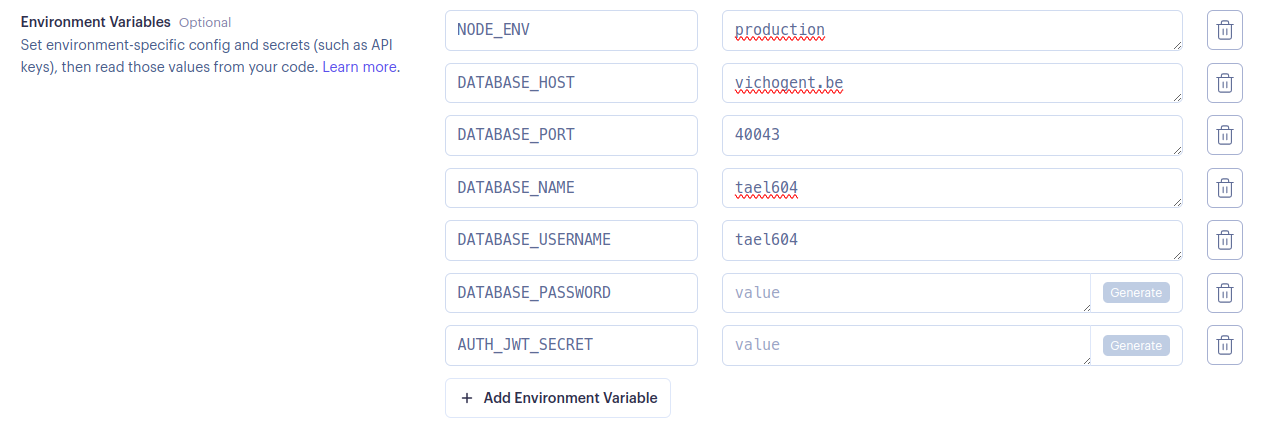 Environment Variables Optional
Set environment-specific config and secrets (such as API
keys), then read those values from your code. Learn more.
NODE_ENV production
DATABASE_HOST vichogent.be
DATABASE_PORT 40043
DATABASE_NAME tael604
DATABASE_USERNAME tael604
DATABASE_PASSWORD value Generate
AUTH_JWT_SECRET value Generate
+ Add Environment Variable